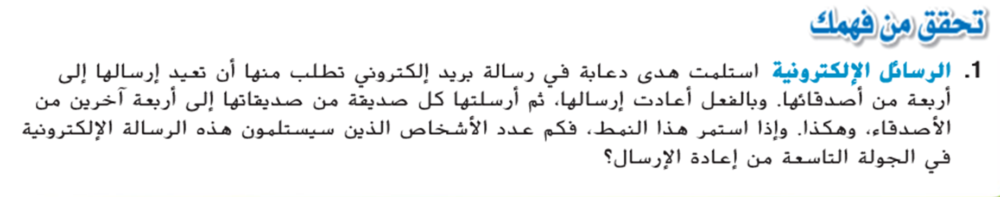 تحقق من فهمك
1. الرسائل الإلكترونية استلمت هدى دعابة في رسالة بريد إلكتروني تطلب منها أن تعيد إرسالها إلى
أربعة من أصدقائها. وبالفعل أعادت إرسالها، ثم أرسلتها كل صديقة من صديقاتها إلى أربعة آخرين من
الأصدقاء، وهكذا. وإذا استمر هذا النمط، فكم عدد الأشخاص الذين سيستلمون هذه الرسالة الإلكترونية
في الجولة التاسعة من إعادة الإرسال؟